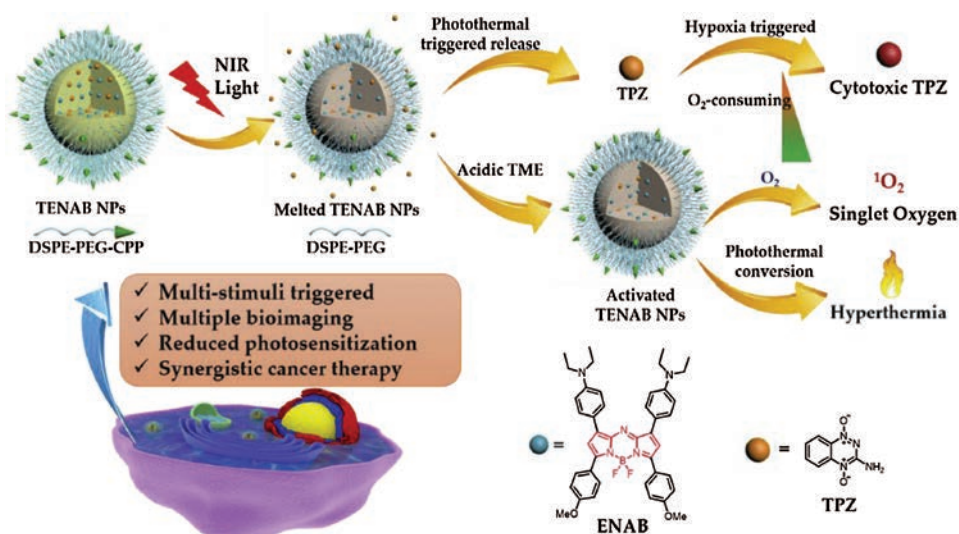 NIR
Light
Photothermal
triggered release
TPZ
Hypoxia triggered
O₂-consuming
Cytotoxic TPZ
TENAB NPs
DSPE-PEG-CPP
Melted TENAB NPs
DSPE-PEG
Acidic TME
Activated
TENAB NPs
O₂
¹O₂
Singlet Oxygen
Photothermal
conversion
Hyperthermia
✓ Multi-stimuli triggered
✓ Multiple bioimaging
✓ Reduced photosensitization
✓ Synergistic cancer therapy
=
N
N
N
N
N
B
F
F
MeO
OMe
ENAB
=
O⁻
N
N
N
NH₂
O⁻
TPZ